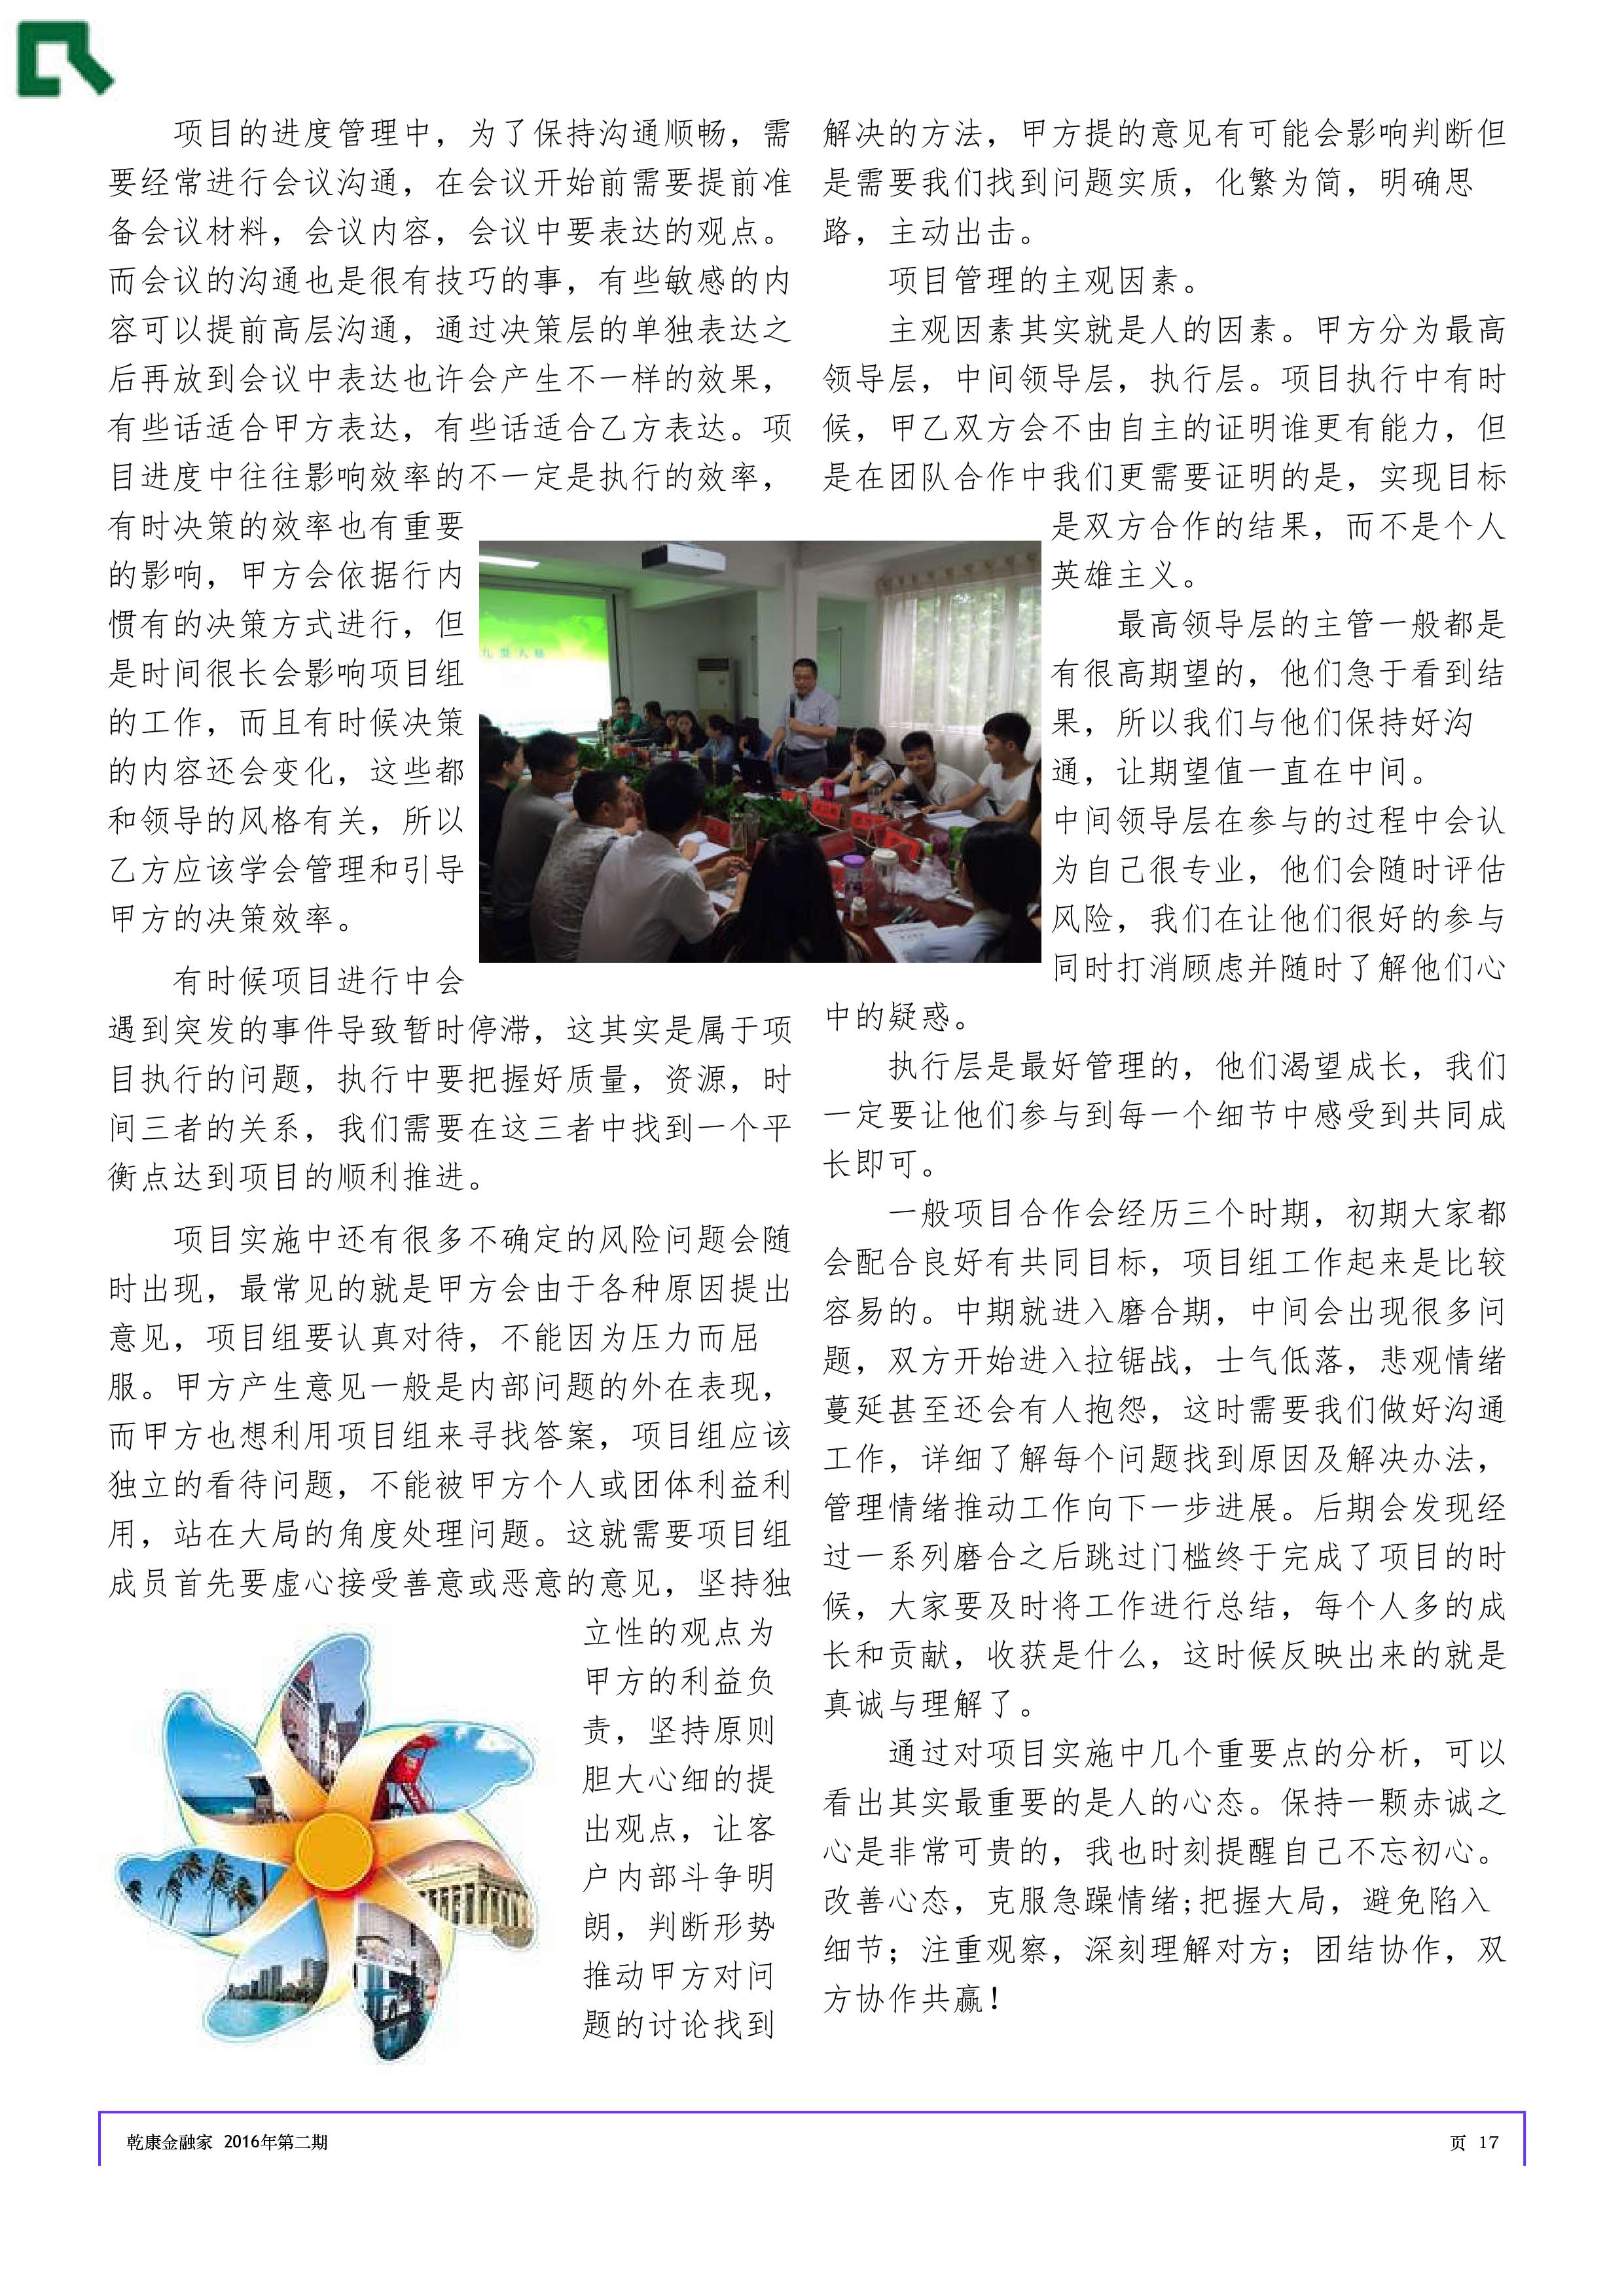 项目的进度管理中，为了保持沟通顺畅，需
要经常进行会议沟通，在会议开始前需要提前准
备会议材料，会议内容，会议中要表达的观点。
而会议的沟通也是很有技巧的事，有些敏感的内
容可以提前高层沟通，通过决策层的单独表达之
后再放到会议中表达也许会产生不一样的效果，
有些话适合甲方表达，有些话适合乙方表达。项
目进度中往往影响效率的不一定是执行的效率，
有时决策的效率也有重要
的影响，甲方会依据行内
惯有的决策方式进行，但
是时间很长会影响项目组
的工作，而且有时候决策
的内容还会变化，这些都
和领导的风格有关，所以
乙方应该学会管理和引导
甲方的决策效率。
有时候项目进行中会
遇到突发的事件导致暂时停滞，这其实是属于项
目执行的问题，执行中要把握好质量，资源，时
间三者的关系，我们需要在这三者中找到一个平
衡点达到项目的顺利推进。
项目实施中还有很多不确定的风险问题会随
时出现，最常见的就是甲方会由于各种原因提出
意见，项目组要认真对待，不能因为压力而屈
服。甲方产生意见一般是内部问题的外在表现，
而甲方也想利用项目组来寻找答案，项目组应该
独立的看待问题，不能被甲方个人或团体利益利
用，站在大局的角度处理问题。这就需要项目组
成员首先要虚心接受善意或恶意的意见，坚持独
立性的观点为
甲方的利益负
责，坚持原则
胆大心细的提
出观点，让客
户内部斗争明
朗，判断形势
推动甲方对问
题的讨论找到
解决的方法，甲方提的意见有可能会影响判断但
是需要我们找到问题实质，化繁为简，明确思
路，主动出击。
项目管理的主观因素。
主观因素其实就是人的因素。甲方分为最高
领导层，中间领导层，执行层。项目执行中有时
候，甲乙双方会不由自主的证明谁更有能力，但
是在团队合作中我们更需要证明的是，实现目标
是双方合作的结果，而不是个人
英雄主义。
最高领导层的主管一般都是
有很高期望的，他们急于看到结
果，所以我们与他们保持好沟
通，让期望值一直在中间。
中间领导层在参与的过程中会认
为自己很专业，他们会随时评估
风险，我们在让他们很好的参与
同时打消顾虑并随时了解他们心
中的疑惑。
执行层是最好管理的，他们渴望成长，我们
一定要让他们参与到每一个细节中感受到共同成
长即可。
一般项目合作会经历三个时期，初期大家都
会配合良好有共同目标，项目组工作起来是比较
容易的。中期就进入磨合期，中间会出现很多问
题，双方开始进入拉锯战，士气低落，悲观情绪
蔓延甚至还会有人抱怨，这时需要我们做好沟通
工作，详细了解每个问题找到原因及解决办法，
管理情绪推动工作向下一步进展。后期会发现经
过一系列磨合之后跳过门槛终于完成了项目的时
候，大家要及时将工作进行总结，每个人多的成
长和贡献，收获是什么，这时候反映出来的就是
真诚与理解了。
通过对项目实施中几个重要点的分析，可以
看出其实最重要的是人的心态。保持一颗赤诚之
心是非常可贵的，我也时刻提醒自己不忘初心。
改善心态，克服急躁情绪;把握大局，避免陷入
细节；注重观察，深刻理解对方；团结协作，双
方协作共赢！
九型人格
乾康金融家 2016年第二期
页 17